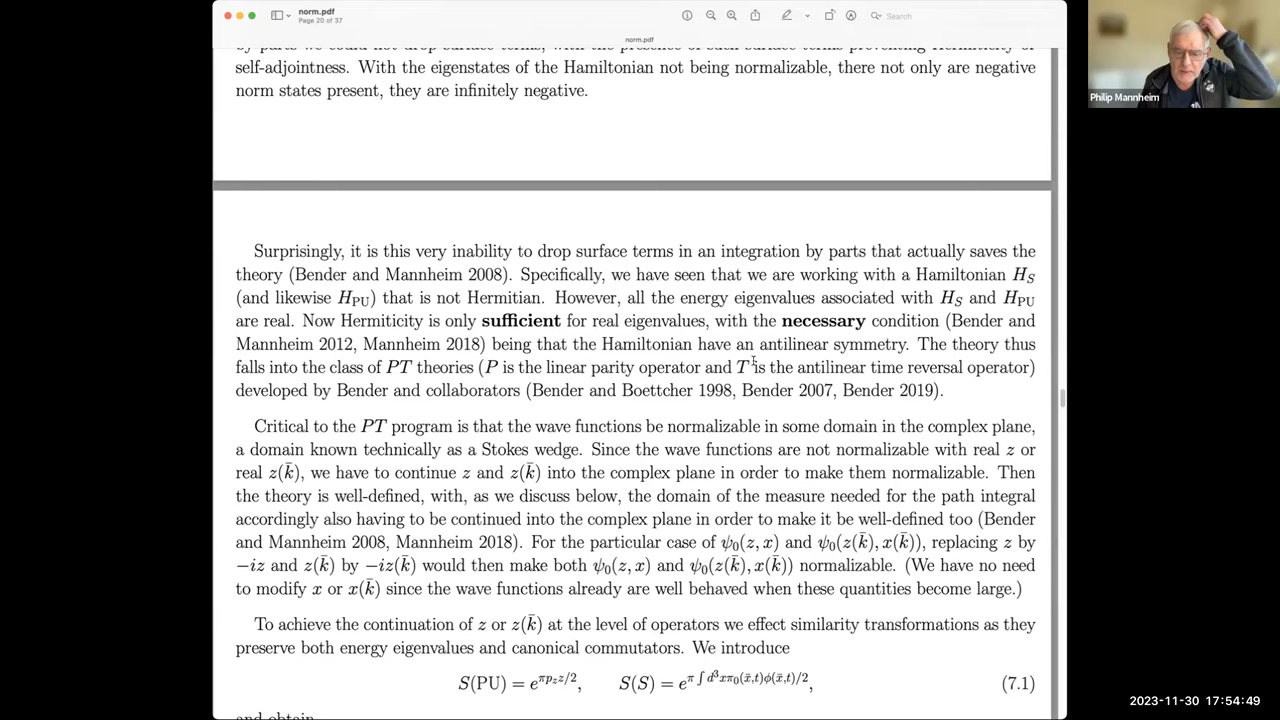 norm.pdf
Page 20 of 37
Search
norm.pdf
self-adjointness. With the eigenstates of the Hamiltonian not being normalizable, there not only are negative
norm states present, they are infinitely negative.
Surprisingly, it is this very inability to drop surface terms in an integration by parts that actually saves the
theory (Bender and Mannheim 2008). Specifically, we have seen that we are working with a Hamiltonian H_S
(and likewise H_PU) that is not Hermitian. However, all the energy eigenvalues associated with H_S and H_PU
are real. Now Hermiticity is only sufficient for real eigenvalues, with the necessary condition (Bender and
Mannheim 2012, Mannheim 2018) being that the Hamiltonian have an antilinear symmetry. The theory thus
falls into the class of PT theories (P is the linear parity operator and T is the antilinear time reversal operator)
developed by Bender and collaborators (Bender and Boettcher 1998, Bender 2007, Bender 2019).
Critical to the PT program is that the wave functions be normalizable in some domain in the complex plane,
a domain known technically as a Stokes wedge. Since the wave functions are not normalizable with real z or
real z(k̄), we have to continue z and z(k̄) into the complex plane in order to make them normalizable. Then
the theory is well-defined, with, as we discuss below, the domain of the measure needed for the path integral
accordingly also having to be continued into the complex plane in order to make it be well-defined too (Bender
and Mannheim 2008, Mannheim 2018). For the particular case of ψ₀(z, x) and ψ₀(z(k̄), x(k̄)), replacing z by
−iz and z(k̄) by −iz(k̄) would then make both ψ₀(z, x) and ψ₀(z(k̄), x(k̄)) normalizable. (We have no need
to modify x or x(k̄) since the wave functions already are well behaved when these quantities become large.)
To achieve the continuation of z or z(k̄) at the level of operators we effect similarity transformations as they
preserve both energy eigenvalues and canonical commutators. We introduce
S(PU) = e^{πp_z z/2}, S(S) = e^{π∫d³xπ₀(x̄,t)φ(x̄,t)/2}, (7.1)
and obtain
Philip Mannheim
2023-11-30 17:54:49